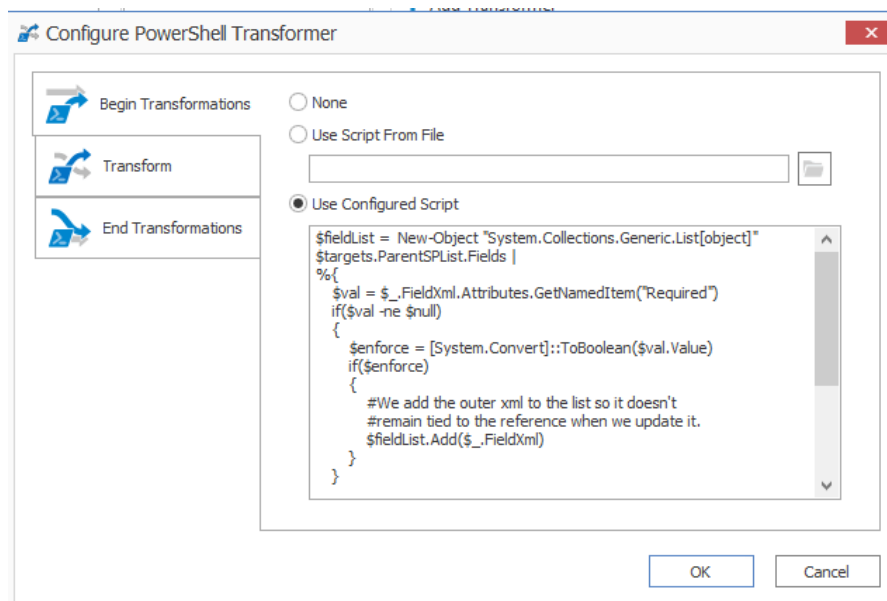 Configure PowerShell Transformer
Begin Transformations
Transform
End Transformations
None
Use Script From File
Use Configured Script
$fieldList = New-Object "System.Collections.Generic.List[object]"
$targets.ParentSPList.Fields |
%{
$val = $_.FieldXml.Attributes.GetNamedItem("Required")
if($val -ne $null)
{
$enforce = [System.Convert]::ToBoolean($val.Value)
if($enforce)
{
#We add the outer xml to the list so it doesn't
#remain tied to the reference when we update it.
$fieldList.Add($_.FieldXml)
}
}
OK
Cancel